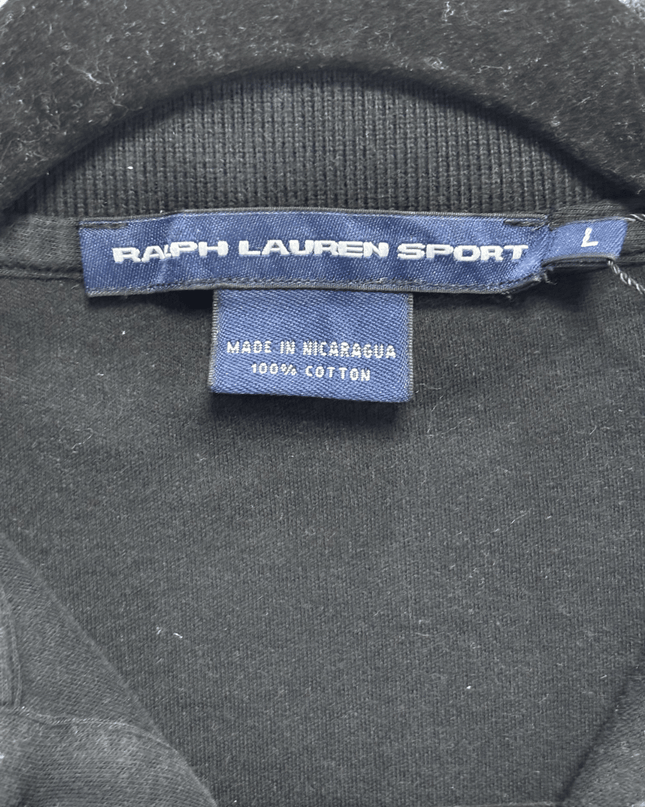 RALPH LAUREN SPORT
L
MADE IN NICARAGUA
100% COTTON